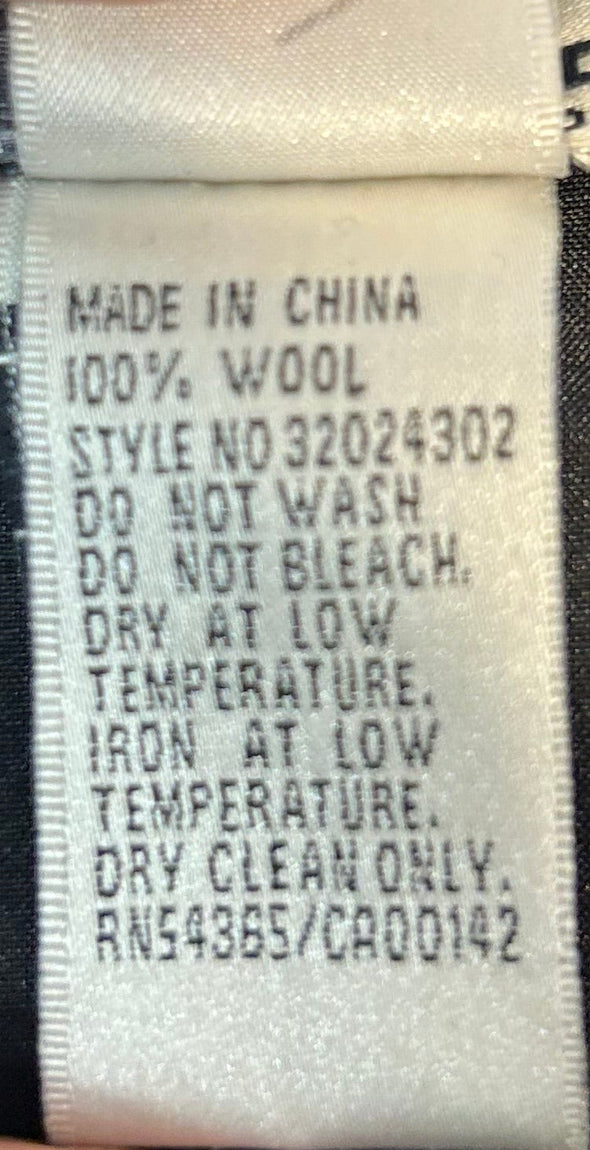 MADE IN CHINA
100% WOOL
STYLE NO 32024302
DO NOT WASH
DO NOT BLEACH.
DRY AT LOW
TEMPERATURE.
IRON AT LOW
TEMPERATURE.
DRY CLEAN ONLY.
RN54365/CA00142